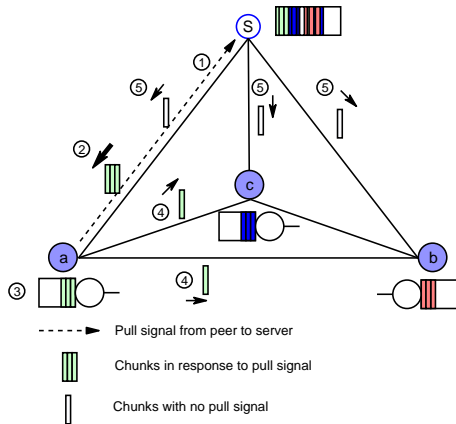 S
1
5
5
5
2
c
4
a
b
3
4
Pull signal from peer to server
Chunks in response to pull signal
Chunks with no pull signal